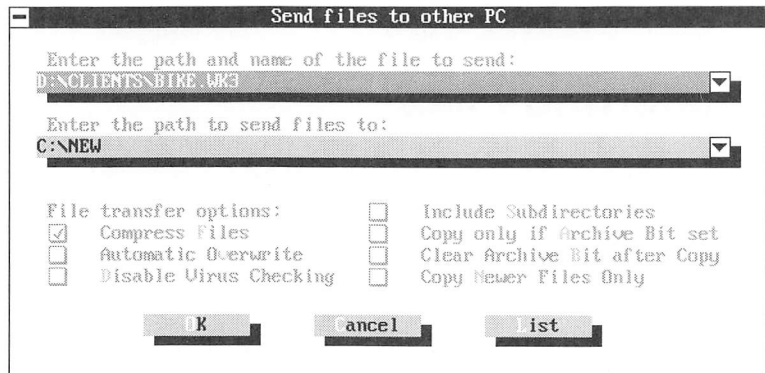 Send files to other PC
Enter the path and name of the file to send:
D:\CLIENTS\BIKE.WK3
Enter the path to send files to:
C:\NEW
File transfer options:
Compress Files
Automatic Overwrite
Disable Virus Checking
Include Subdirectories
Copy only if Archive Bit set
Clear Archive Bit after Copy
Copy Newer Files Only
OK Cancel List